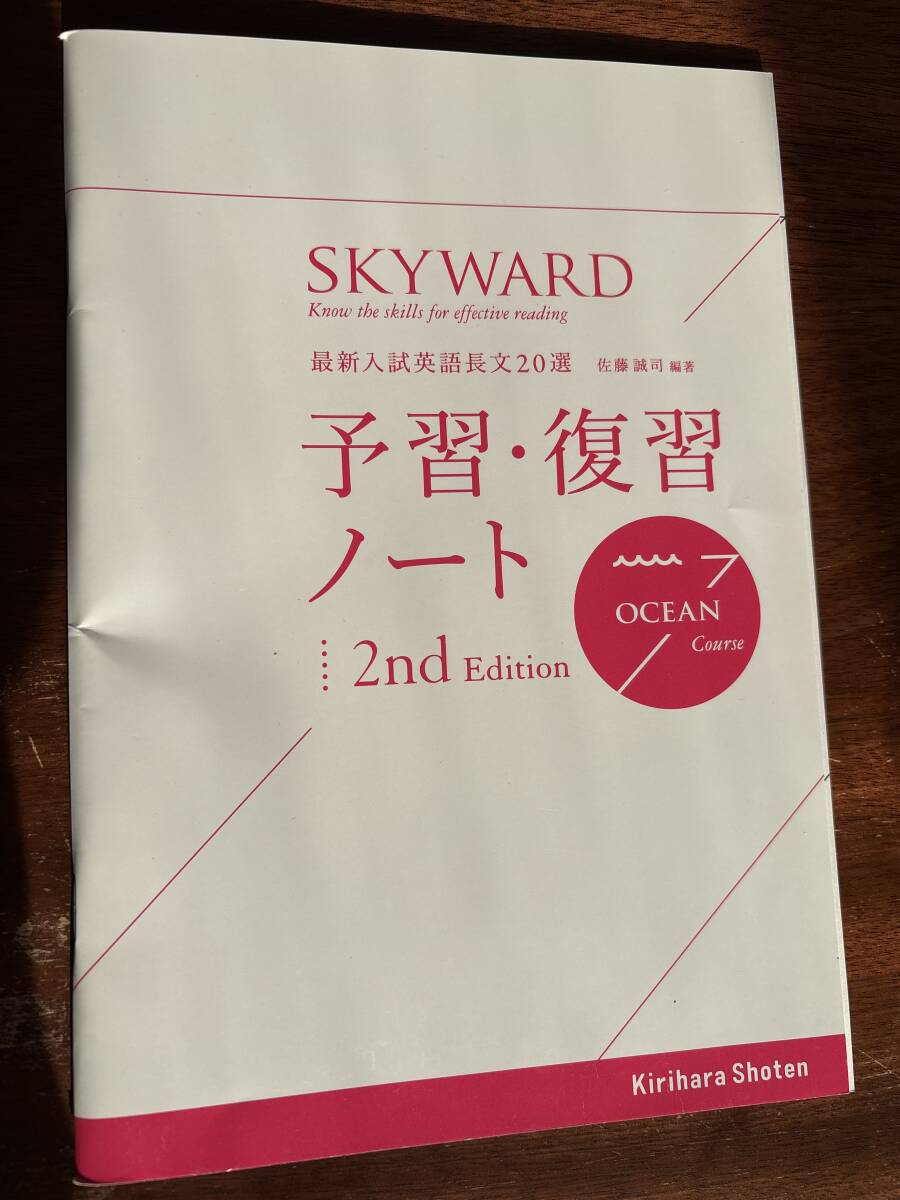 SKYWARD
Know the skills for effective reading
最新入試英語長文20選 佐藤誠司 編著
予習・復習
ノート
OCEAN
Course
2nd Edition
Kirihara Shoten